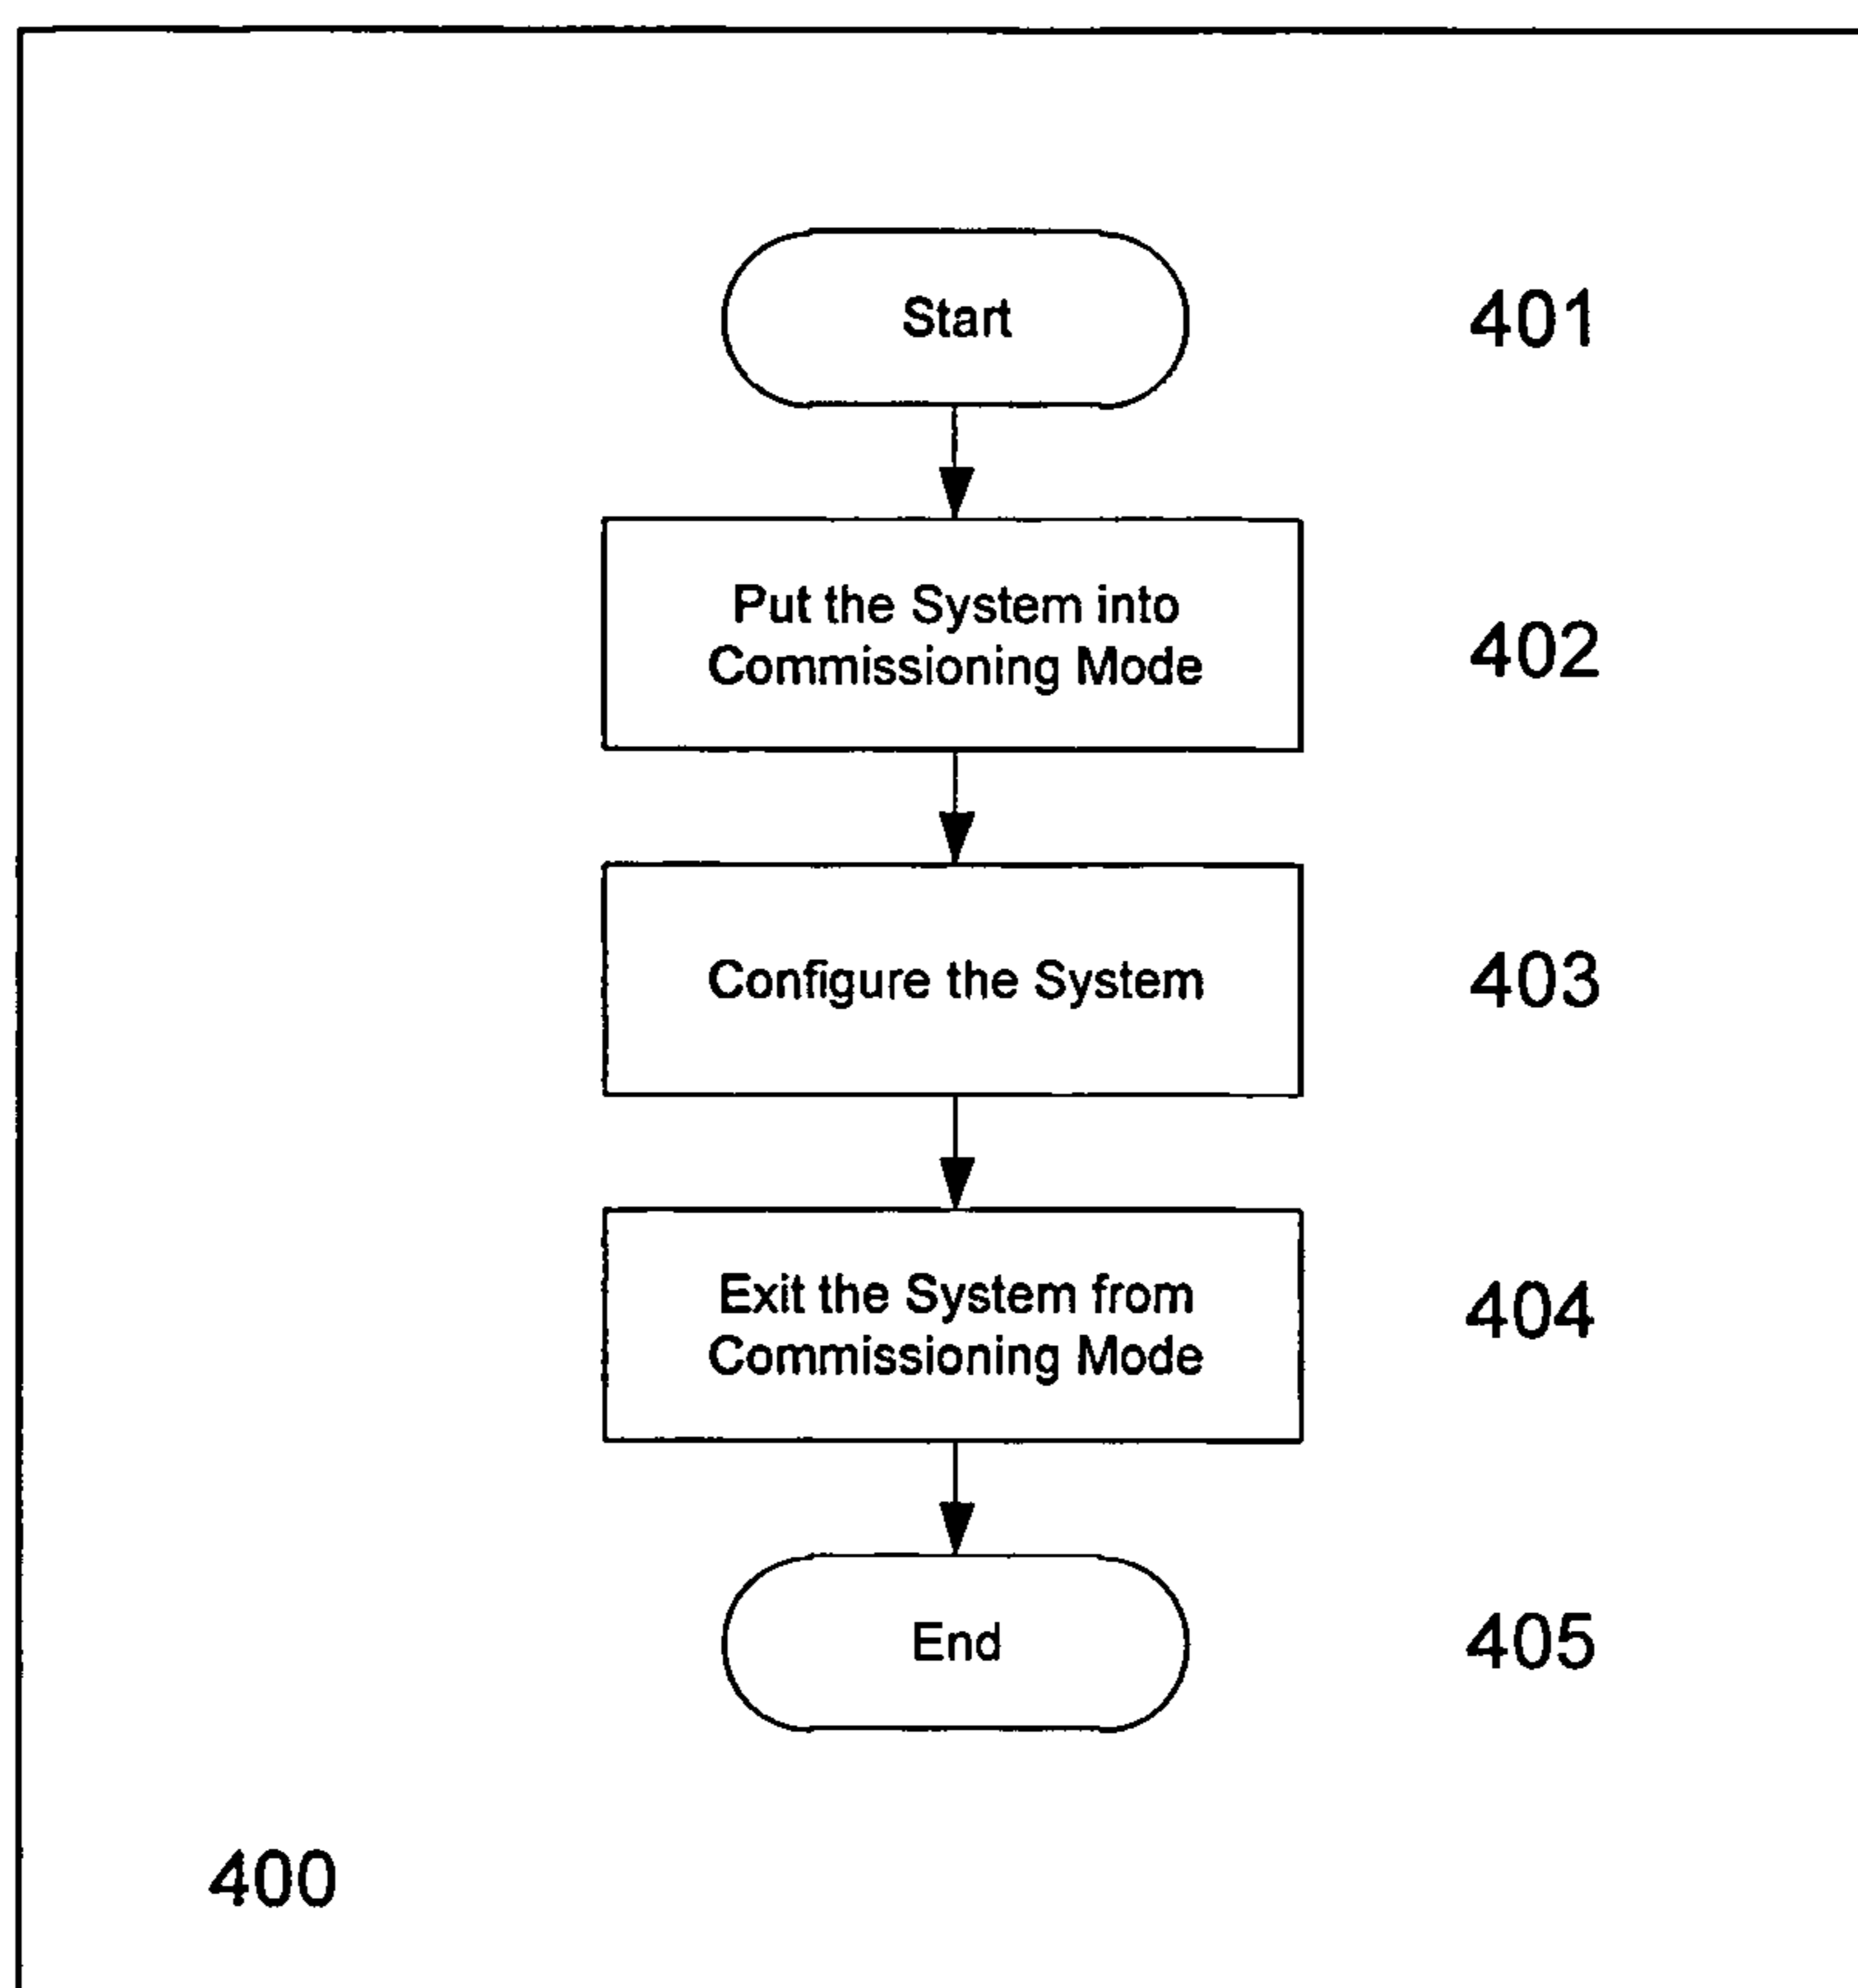 Start
401
Put the System into
Commissioning Mode
402
Configure the System
403
Exit the System from
Commissioning Mode
404
End
405
400